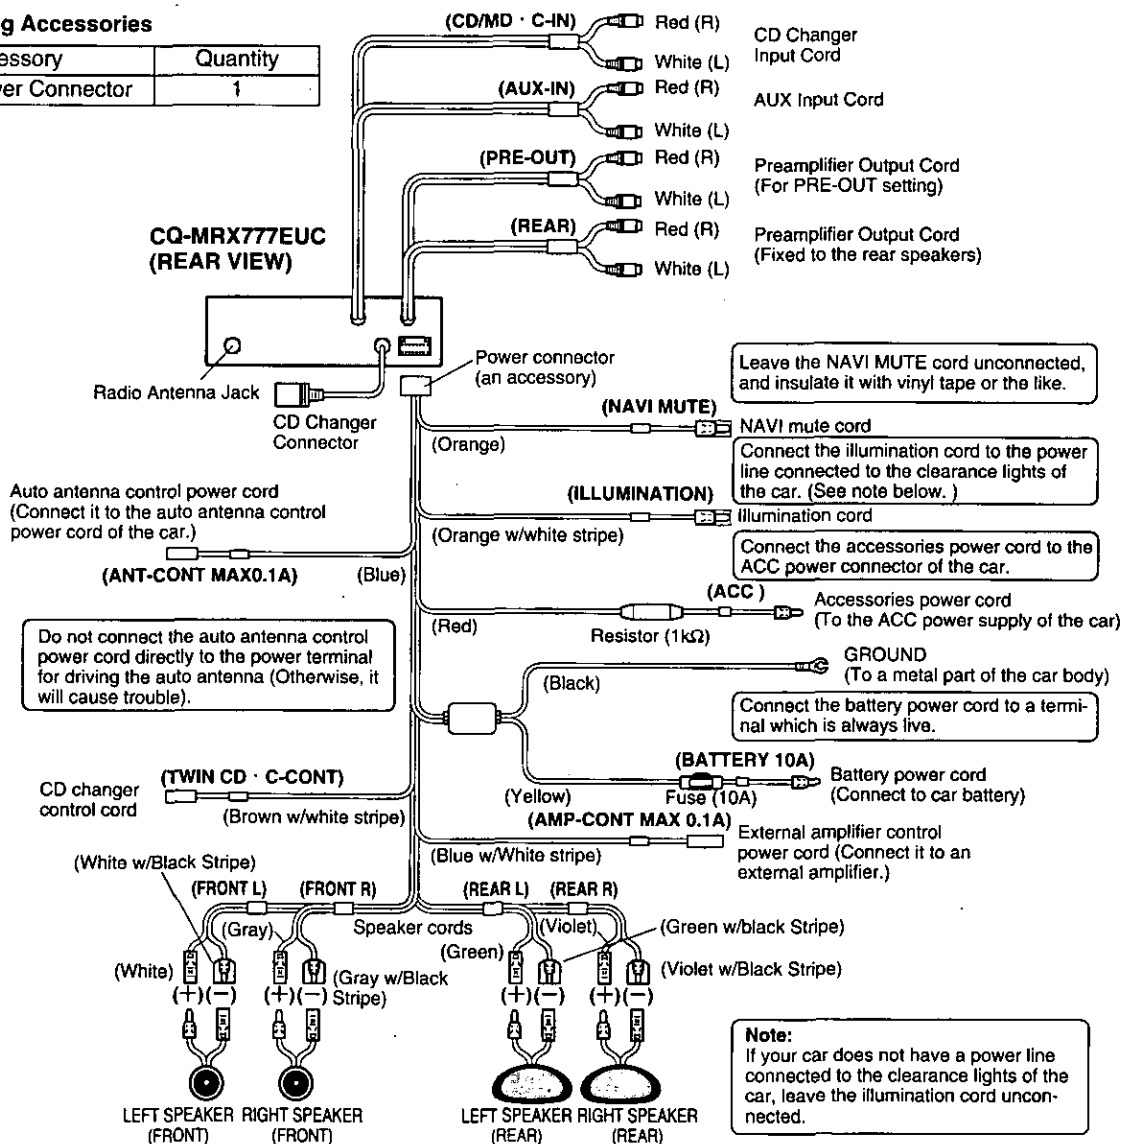 g Accessories
essory Quantity
er Connector 1
(CD/MD · C-IN) Red (R)
White (L)
CD Changer
Input Cord
(AUX-IN) Red (R)
White (L)
AUX Input Cord
(PRE-OUT) Red (R)
White (L)
Preamplifier Output Cord
(For PRE-OUT setting)
(REAR) Red (R)
White (L)
Preamplifier Output Cord
(Fixed to the rear speakers)
CQ-MRX777EUC
(REAR VIEW)
Radio Antenna Jack
CD Changer
Connector
Power connector
(an accessory)
Leave the NAVI MUTE cord unconnected,
and insulate it with vinyl tape or the like.
(NAVI MUTE)
(Orange)
NAVI mute cord
Connect the illumination cord to the power
line connected to the clearance lights of
the car. (See note below. )
(ILLUMINATION)
(Orange w/white stripe)
Illumination cord
Auto antenna control power cord
(Connect it to the auto antenna control
power cord of the car.)
(ANT-CONT MAX0.1A)
(Blue)
Connect the accessories power cord to the
ACC power connector of the car.
(ACC )
(Red)
Resistor (1kΩ)
Accessories power cord
(To the ACC power supply of the car)
Do not connect the auto antenna control
power cord directly to the power terminal
for driving the auto antenna (Otherwise, it
will cause trouble).
(Black)
GROUND
(To a metal part of the car body)
Connect the battery power cord to a termi-
nal which is always live.
(BATTERY 10A)
(Yellow)
Fuse (10A)
Battery power cord
(Connect to car battery)
CD changer
control cord
(TWIN CD · C-CONT)
(Brown w/white stripe)
(AMP-CONT MAX 0.1A)
(Blue w/White stripe)
External amplifier control
power cord (Connect it to an
external amplifier.)
(White w/Black Stripe)
(FRONT L) (FRONT R) (REAR L) (REAR R)
Speaker cords
(Gray)
(Green)
(Violet)
(Green w/black Stripe)
(White)
(Gray w/Black
Stripe)
(Violet w/Black Stripe)
(+) (−) (+) (−) (+) (−) (+) (−)
LEFT SPEAKER
(FRONT)
RIGHT SPEAKER
(FRONT)
LEFT SPEAKER
(REAR)
RIGHT SPEAKER
(REAR)
Note:
If your car does not have a power line
connected to the clearance lights of the
car, leave the illumination cord uncon-
nected.